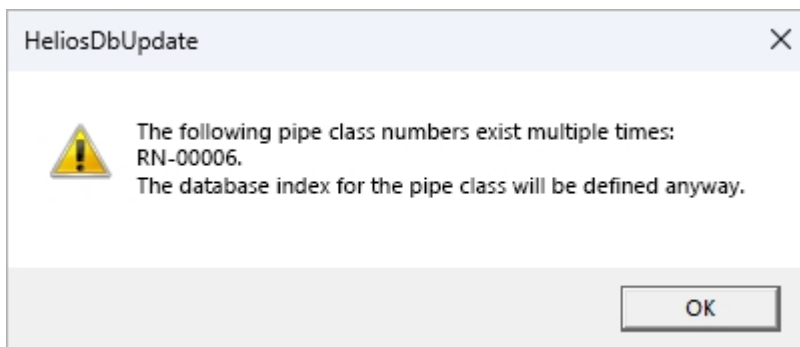 HeliosDbUpdate
The following pipe class numbers exist multiple times:
RN-00006.
The database index for the pipe class will be defined anyway.
OK